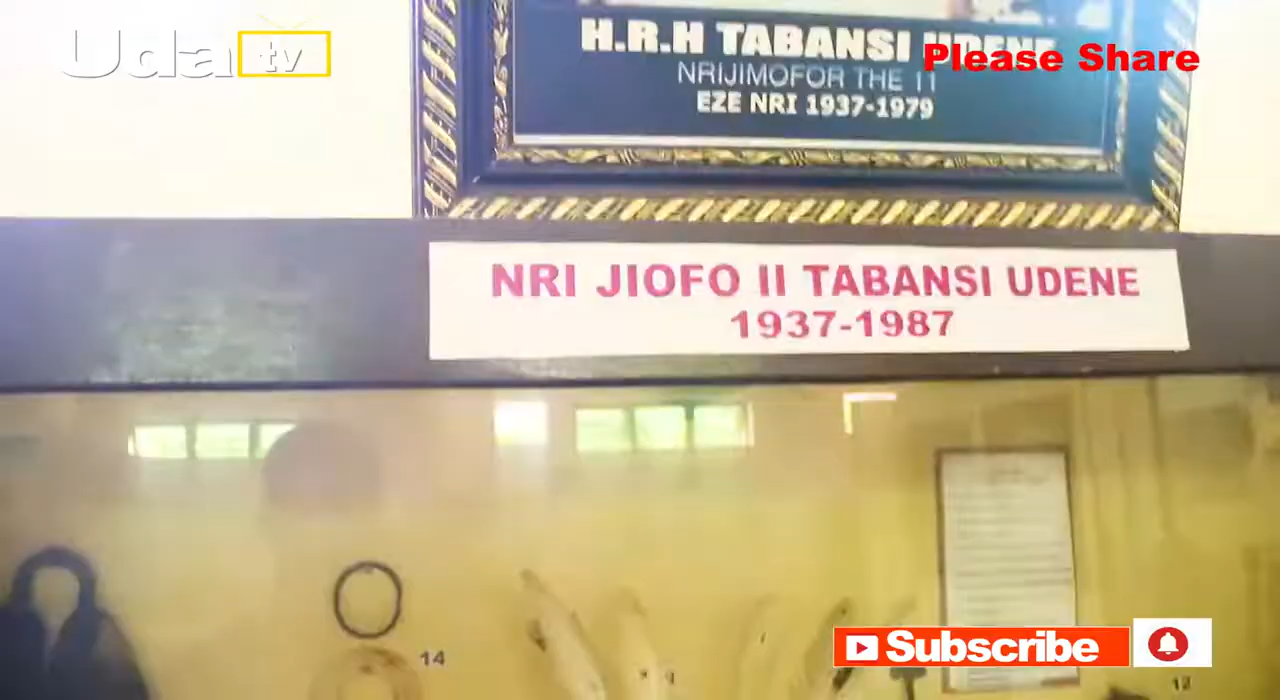 Uda tv
H.R.H TABANSI UDENE
Please Share
NRIJIMOFOR THE 11
EZE NRI 1937-1979
NRI JIOFO II TABANSI UDENE
1937-1987
14
12
Subscribe